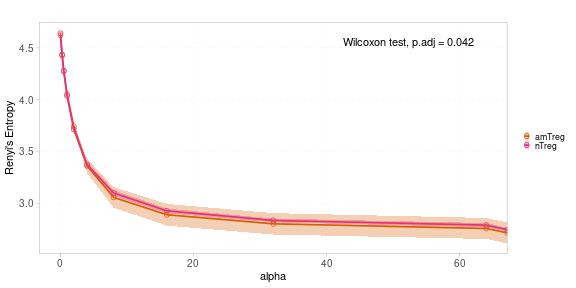 Wilcoxon test, p.adj = 0.042
4.5
4.0
3.5
3.0
Renyi's Entropy
0
20
40
60
alpha
amTreg
nTreg